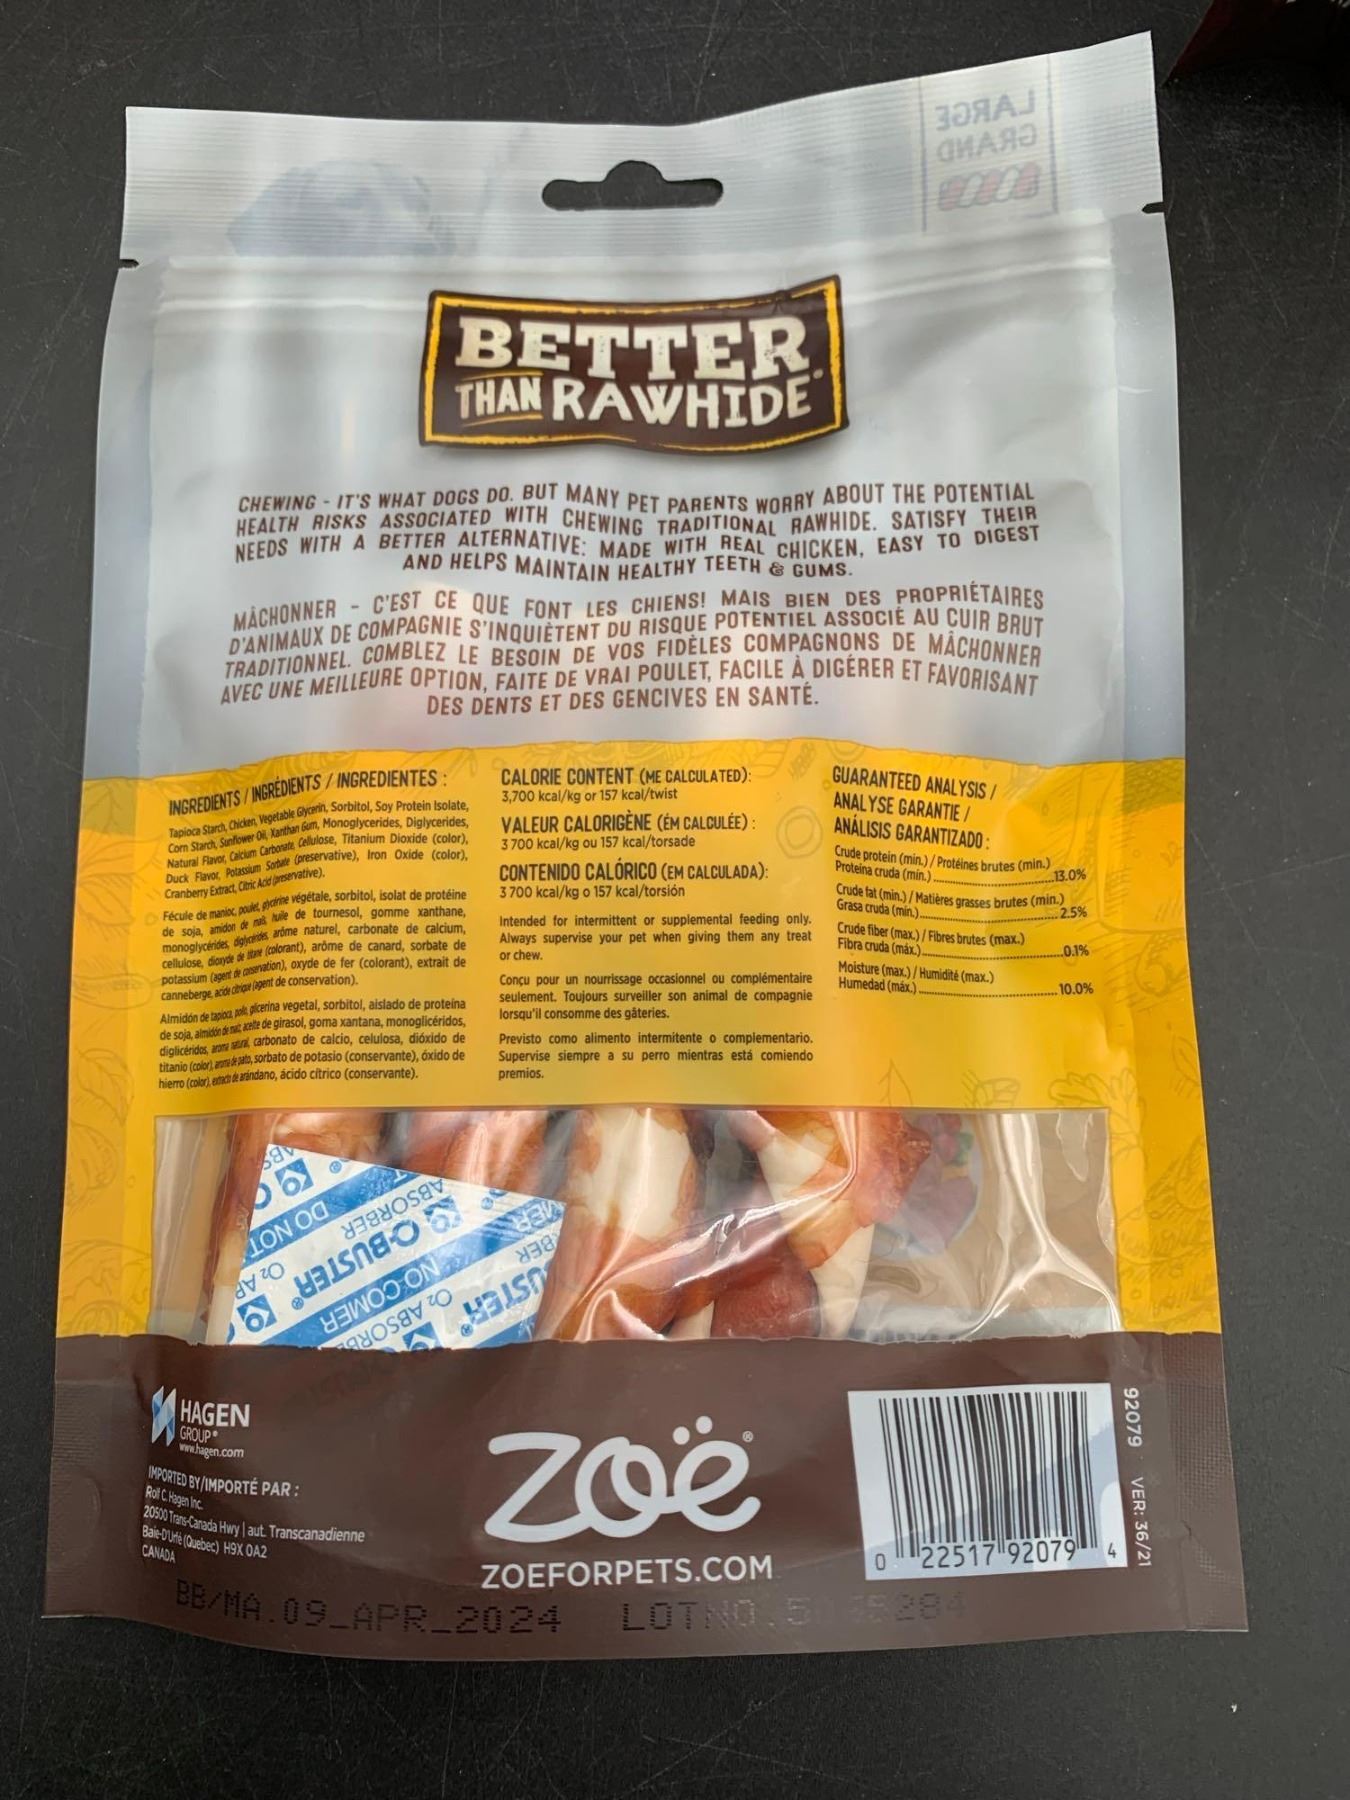 LARGE
GRAND
BETTER
THAN RAWHIDE
CHEWING - IT'S WHAT DOGS DO. BUT MANY PET PARENTS WORRY ABOUT THE POTENTIAL
HEALTH RISKS ASSOCIATED WITH CHEWING TRADITIONAL RAWHIDE. SATISFY THEIR
NEEDS WITH A BETTER ALTERNATIVE: MADE WITH REAL CHICKEN, EASY TO DIGEST
AND HELPS MAINTAIN HEALTHY TEETH & GUMS.
MÂCHONNER - C'EST CE QUE FONT LES CHIENS! MAIS BIEN DES PROPRIÉTAIRES
D'ANIMAUX DE COMPAGNIE S'INQUIÈTENT DU RISQUE POTENTIEL ASSOCIÉ AU CUIR BRUT
TRADITIONNEL. COMBLEZ LE BESOIN DE VOS FIDÈLES COMPAGNONS DE MÂCHONNER
AVEC UNE MEILLEURE OPTION, FAITE DE VRAI POULET, FACILE À DIGÉRER ET FAVORISANT
DES DENTS ET DES GENCIVES EN SANTÉ.
INGREDIENTS / INGRÉDIENTS / INGREDIENTES :
Tapioca Starch, Chicken, Vegetable Glycerin, Sorbitol, Soy Protein Isolate,
Corn Starch, Sunflower Oil, Xanthan Gum, Monoglycerides, Diglycerides,
Natural Flavor, Calcium Carbonate, Cellulose, Titanium Dioxide (color),
Duck Flavor, Potassium Sorbate (preservative), Iron Oxide (color),
Cranberry Extract, Citric Acid (preservative).
Fécule de manioc, poulet, glycérine végétale, sorbitol, isolat de protéine
de soja, amidon de maïs, huile de tournesol, gomme xanthane,
monoglycérides, diglycérides, arôme naturel, carbonate de calcium,
cellulose, dioxyde de titane (colorant), arôme de canard, sorbate de
potassium (agent de conservation), oxyde de fer (colorant), extrait de
canneberge, acide citrique (agent de conservation).
Almidón de tapioca, pollo, glicerina vegetal, sorbitol, aislado de proteína
de soja, almidón de maíz, aceite de girasol, goma xantana, monoglicéridos,
diglicéridos, aroma natural, carbonato de calcio, celulosa, dióxido de
titanio (color), aroma de pato, sorbato de potasio (conservante), óxido de
hierro (color), extracto de arándano, ácido cítrico (conservante).
CALORIE CONTENT (ME CALCULATED):
3,700 kcal/kg or 157 kcal/twist
VALEUR CALORIGÈNE (ÉM CALCULÉE) :
3 700 kcal/kg ou 157 kcal/torsade
CONTENIDO CALÓRICO (EM CALCULADA):
3 700 kcal/kg o 157 kcal/torsión
Intended for intermittent or supplemental feeding only.
Always supervise your pet when giving them any treat
or chew.
Conçu pour un nourrissage occasionnel ou complémentaire
seulement. Toujours surveiller son animal de compagnie
lorsqu'il consomme des gâteries.
Previsto como alimento intermitente o complementario.
Supervise siempre a su perro mientras está comiendo
premios.
GUARANTEED ANALYSIS /
ANALYSE GARANTIE /
ANÁLISIS GARANTIZADO :
Crude protein (min.) / Protéines brutes (min.)
Proteína cruda (mín.) ........ 13.0%
Crude fat (min.) / Matières grasses brutes (min.)
Grasa cruda (mín.) ........ 2.5%
Crude fiber (max.) / Fibres brutes (max.)
Fibra cruda (máx.) ........ 0.1%
Moisture (max.) / Humidité (max.)
Humedad (máx.) ........ 10.0%
DO NOT
ABSORBER
O-BUSTER®
NO-COMER
O₂ ABSORBER
HAGEN
GROUP®
www.hagen.com
IMPORTED BY/IMPORTÉ PAR :
Rolf C. Hagen Inc.
20500 Trans-Canada Hwy | aut. Transcanadienne
Baie-D'Urfé (Quebec) H9X 0A2
CANADA
zoë®
ZOEFORPETS.COM
0 22517 92079 4
92079 VER: 36/21
BB/MA.09_APR_2024 LOTNO.5 284